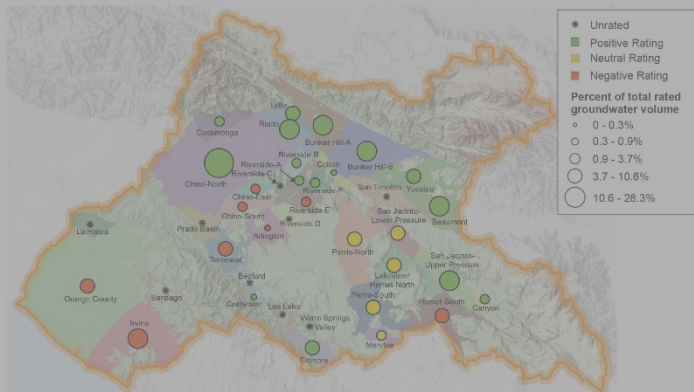 Unrated
Positive Rating
Neutral Rating
Negative Rating
Percent of total rated
groundwater volume
0 - 0.3%
0.3 - 0.9%
0.9 - 3.7%
3.7 - 10.6%
10.6 - 28.3%
Lytle
Rialto
Cucamonga
Bunker Hill-A
Riverside-B
Bunker Hill-B
Colton
Riverside-A
Chino-North
Riverside-C
Riverside-F
San Timoteo
Yucaipa
Chino-East
Riverside-E
Beaumont
Chino-South
San Jacinto-
Lower Pressure
Riverside-D
La Habra
Prado Basin
Arlington
Perris-North
Temescal
San Jacinto-
Upper Pressure
Lakeview/
Hemet-North
Orange County
Bedford
Santiago
Coldwater
Perris-South
Hemet-South
Canyon
Lee Lake
Warm Springs
Valley
Irvine
Menifee
Elsinore